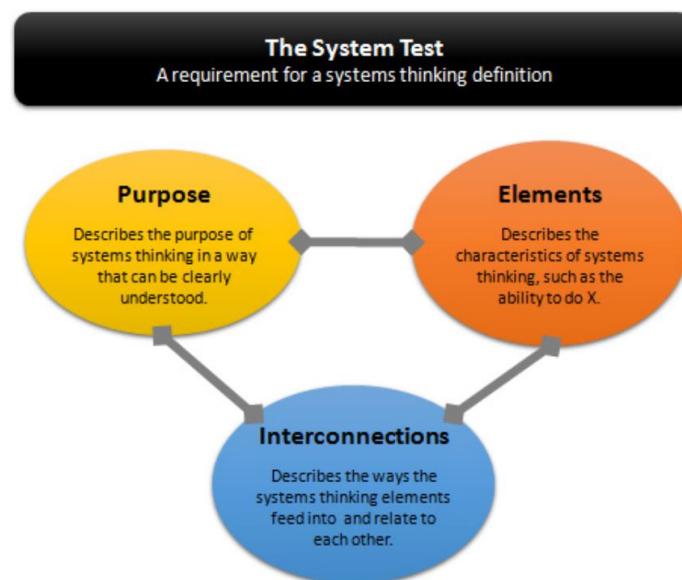 The System Test
A requirement for a systems thinking definition
Purpose
Describes the purpose of
systems thinking in a way
that can be clearly
understood.
Elements
Describes the
characteristics of systems
thinking, such as the
ability to do X.
Interconnections
Describes the ways the
systems thinking elements
feed into and relate to
each other.